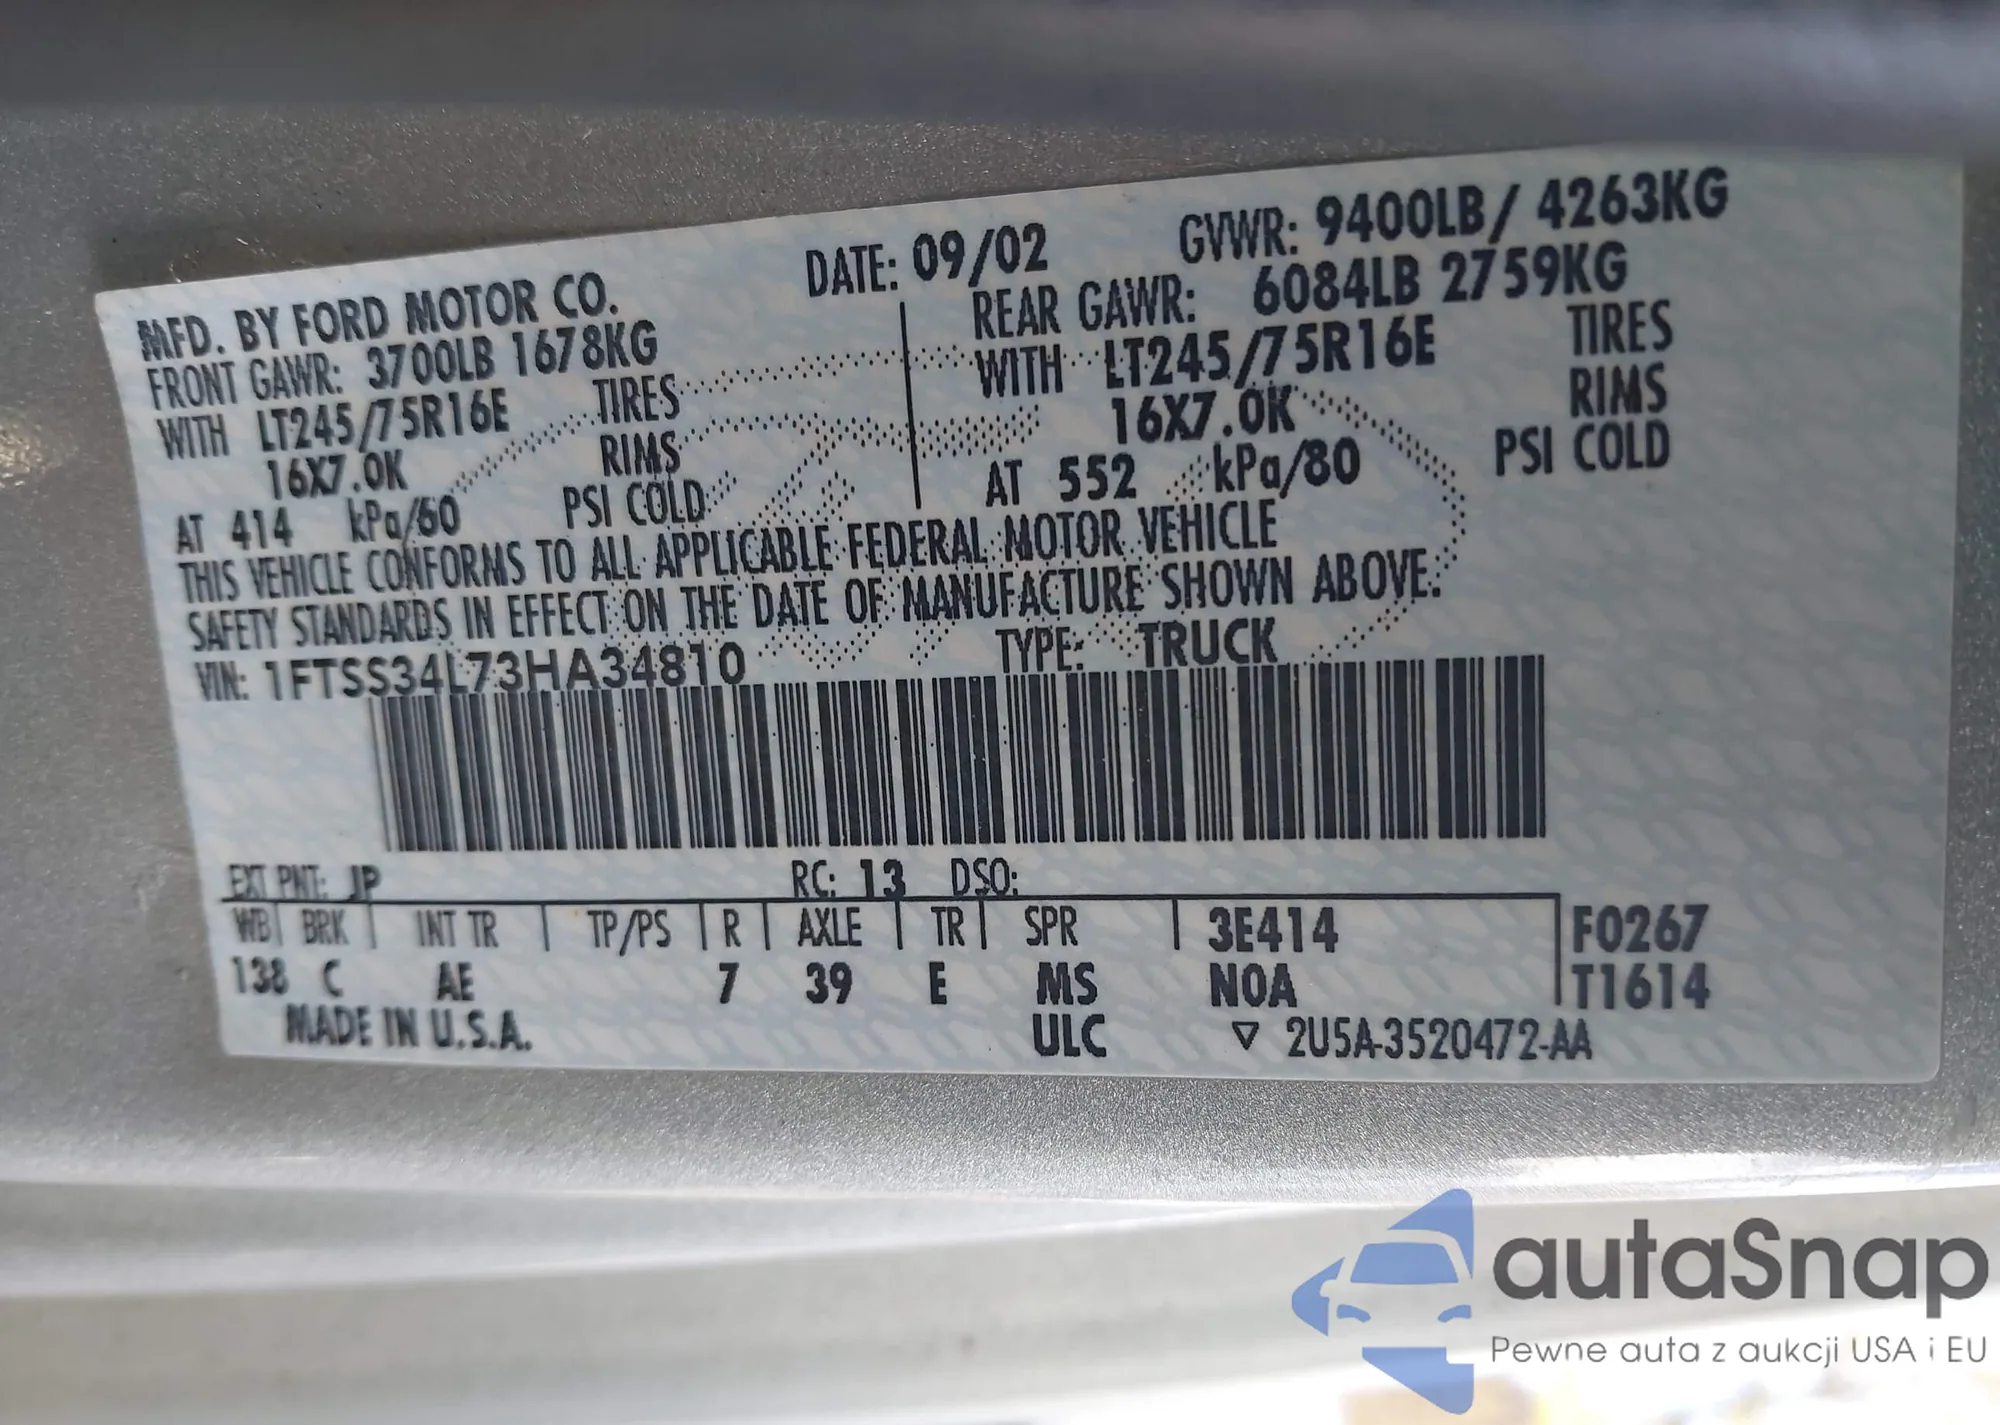 MFD. BY FORD MOTOR CO.
DATE: 09/02
GVWR: 9400LB/ 4263KG
FRONT GAWR: 3700LB 1678KG
WITH LT245/75R16E TIRES
16X7.0K RIMS
AT 414 kPa/60 PSI COLD
REAR GAWR: 6084LB 2759KG
WITH LT245/75R16E TIRES
16X7.0K RIMS
AT 552 kPa/80 PSI COLD
THIS VEHICLE CONFORMS TO ALL APPLICABLE FEDERAL MOTOR VEHICLE
SAFETY STANDARDS IN EFFECT ON THE DATE OF MANUFACTURE SHOWN ABOVE.
VIN: 1FTSS34L73HA34810
TYPE: TRUCK
EXT PNT: JP RC: 13 DSO:
WB BRK INT TR TP/PS R AXLE TR SPR 3E414 F0267
138 C AE 7 39 E MS N0A T1614
MADE IN U.S.A. ULC ▽ 2U5A-3520472-AA
autaSnap
Pewne auta z aukcji USA i EU